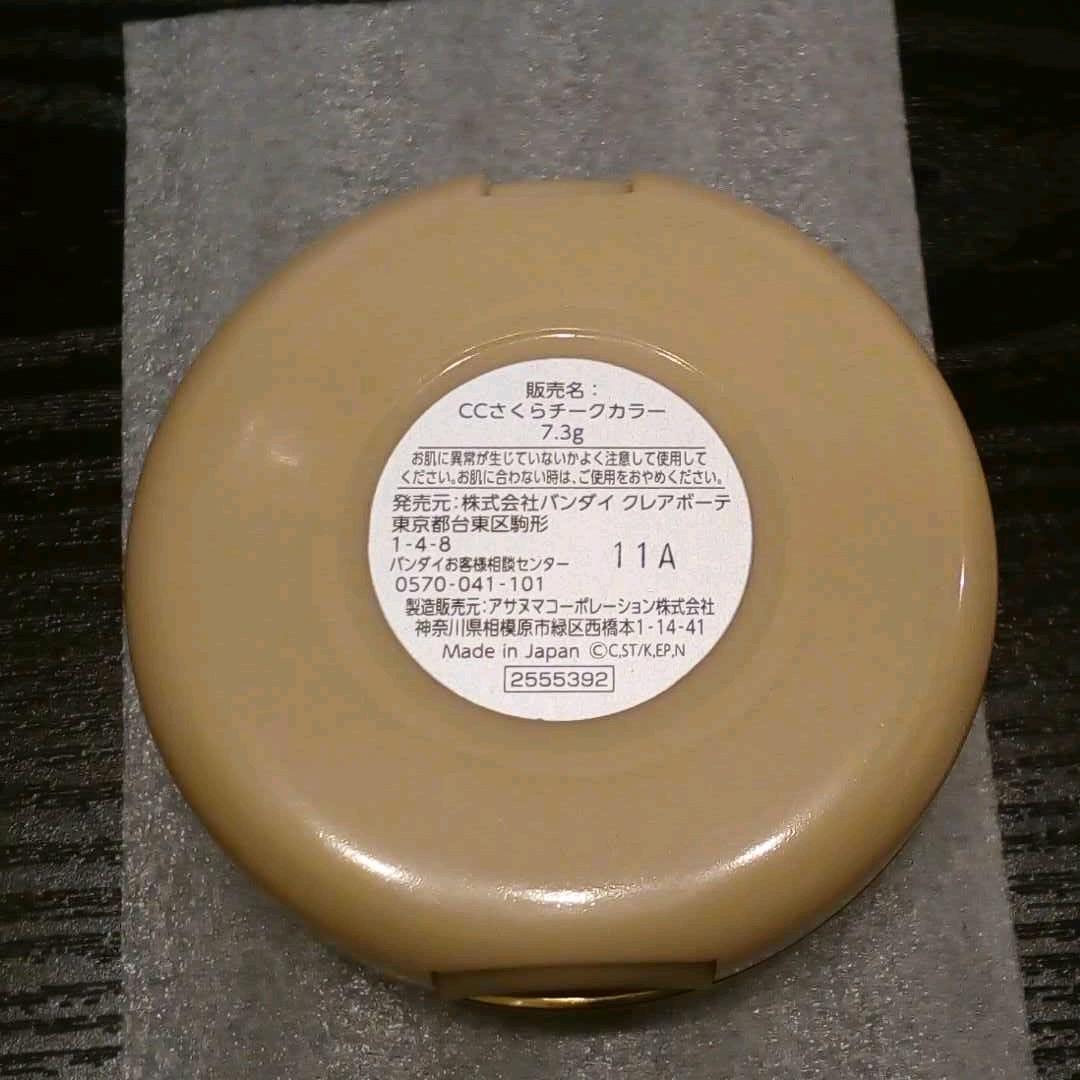 販売名：
CCさくらチークカラー
7.3g
お肌に異常が生じていないかよく注意して使用して
ください。お肌に合わない時は、ご使用をおやめください。
発売元：株式会社バンダイ クレアボーテ
東京都台東区駒形
1-4-8
11A
バンダイお客様相談センター
0570-041-101
製造販売元：アサヌマコーポレーション株式会社
神奈川県相模原市緑区西橋本1-14-41
Made in Japan ©C,ST/K,EP,N
2555392